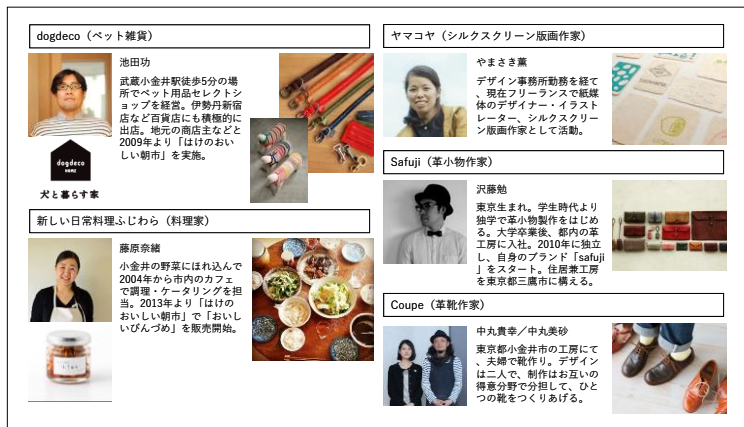 dogdeco（ペット雑貨）
池田功
武蔵小金井駅徒歩5分の場
所でペット用品セレクトシ
ョップを経営。伊勢丹新宿
店など百貨店にも積極的に
出店。地元の商店主などと
2009年より「はけのおい
しい朝市」を実施。
dogdeco
HOME
犬と暮らす家
新しい日常料理ふじわら（料理家）
藤原奈緒
小金井の野菜にほれ込んで
2004年から市内のカフェ
で調理・ケータリングを担
当。2013年より「はけの
おいしい朝市」で「おいし
いびんづめ」を販売開始。
ヤマコヤ（シルクスクリーン版画作家）
やまさき薫
デザイン事務所勤務を経て
、現在フリーランスで紙媒
体のデザイナー・イラスト
レーター、シルクスクリー
ン版画作家として活動。
Safuji（革小物作家）
沢藤勉
東京生まれ。学生時代より
独学で革小物製作をはじめ
る。大学卒業後、都内の革
工房に入社。2010年に独立
し、自身のブランド「safuji
」をスタート。住居兼工房
を東京都三鷹市に構える。
Coupe（革靴作家）
中丸貴幸／中丸美砂
東京都小金井市の工房にて
、夫婦で靴作り。デザイン
は二人で、制作はお互いの
得意分野で分担して、ひと
つの靴をつくりあげる。